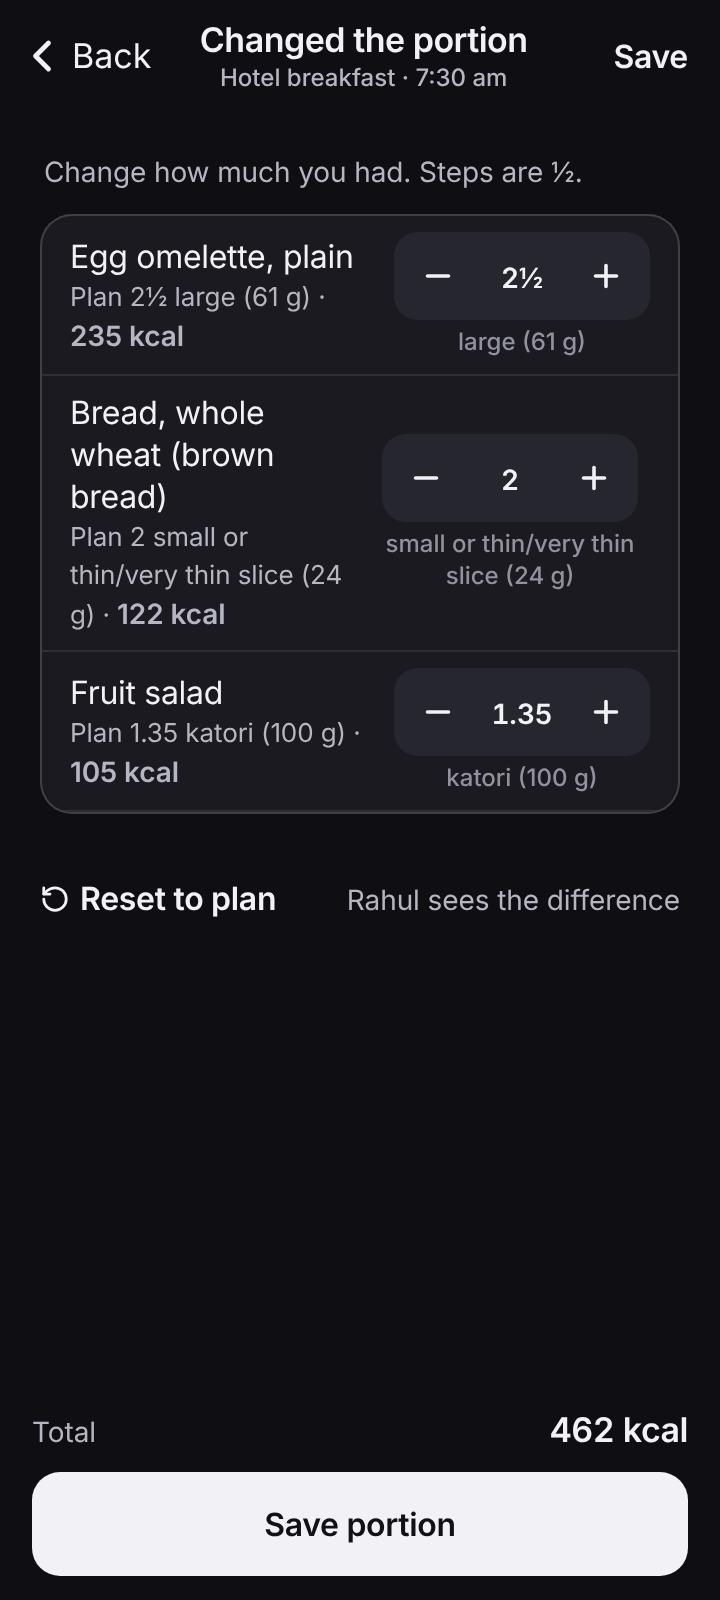 Back
Changed the portion
Save
Hotel breakfast · 7:30 am
Change how much you had. Steps are ½.
Egg omelette, plain
Plan 2½ large (61 g) ·
235 kcal
− 2½ +
large (61 g)
Bread, whole
wheat (brown
bread)
Plan 2 small or
thin/very thin slice (24
g) · 122 kcal
− 2 +
small or thin/very thin
slice (24 g)
Fruit salad
Plan 1.35 katori (100 g) ·
105 kcal
− 1.35 +
katori (100 g)
Reset to plan
Rahul sees the difference
Total
462 kcal
Save portion